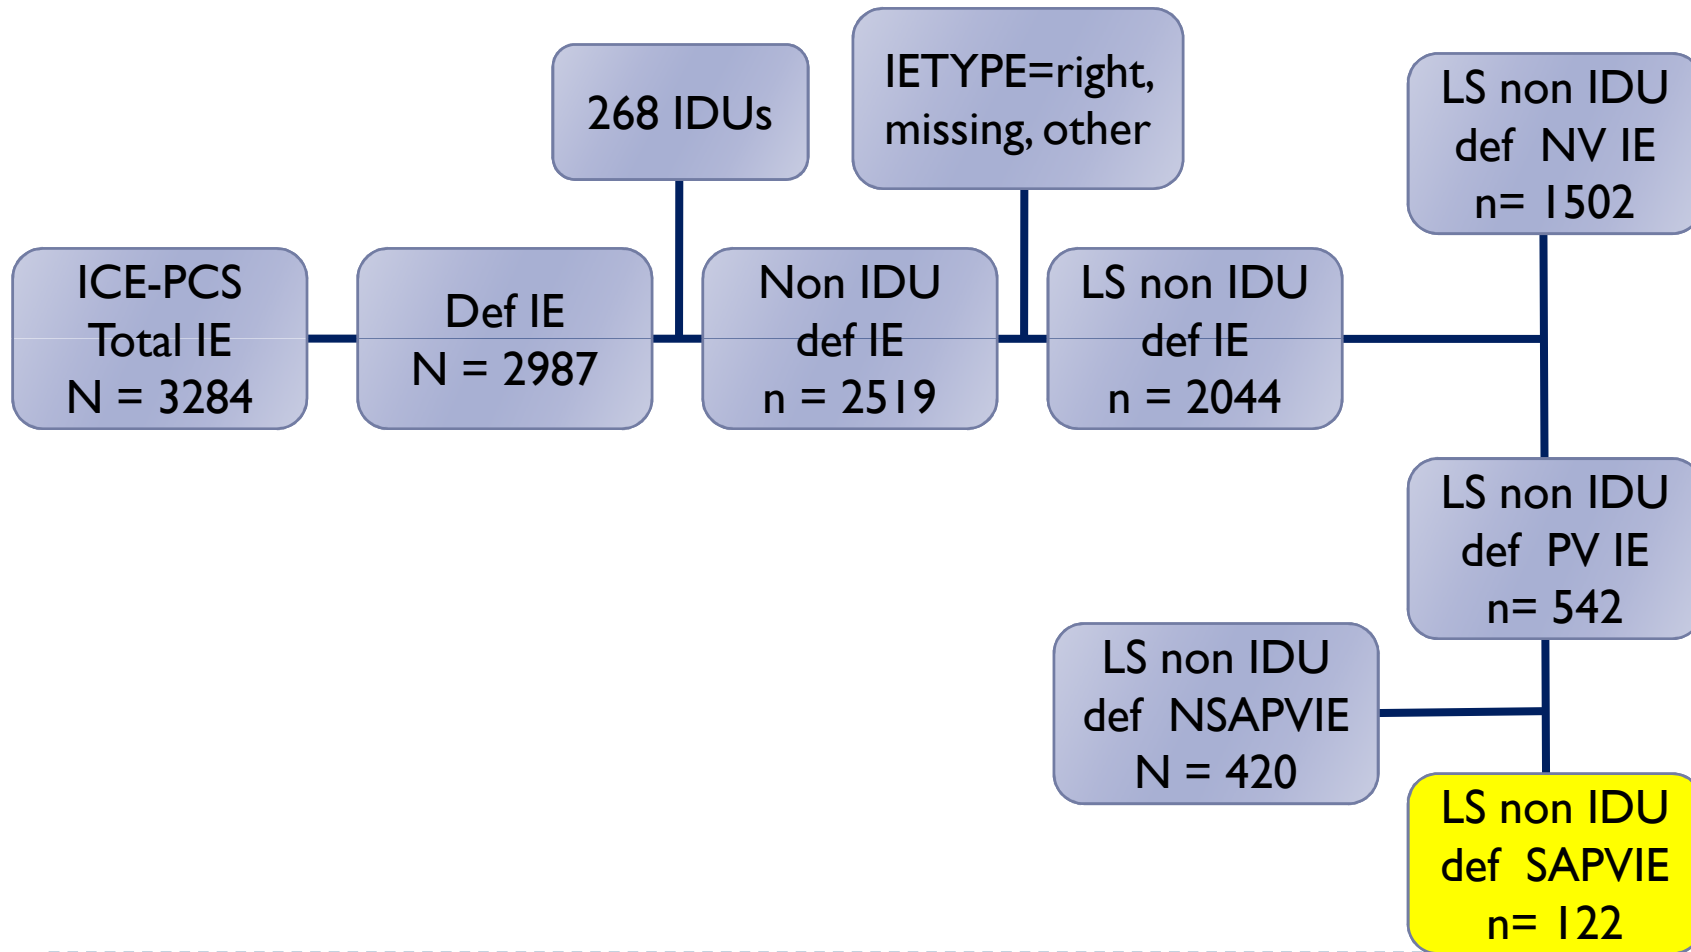 268 IDUs
IETYPE=right,
missing, other
LS non IDU
def NV IE
n= 1502
ICE-PCS
Total IE
N = 3284
Def IE
N = 2987
Non IDU
def IE
n = 2519
LS non IDU
def IE
n = 2044
LS non IDU
def PV IE
n= 542
LS non IDU
def NSAPVIE
N = 420
LS non IDU
def SAPVIE
n= 122